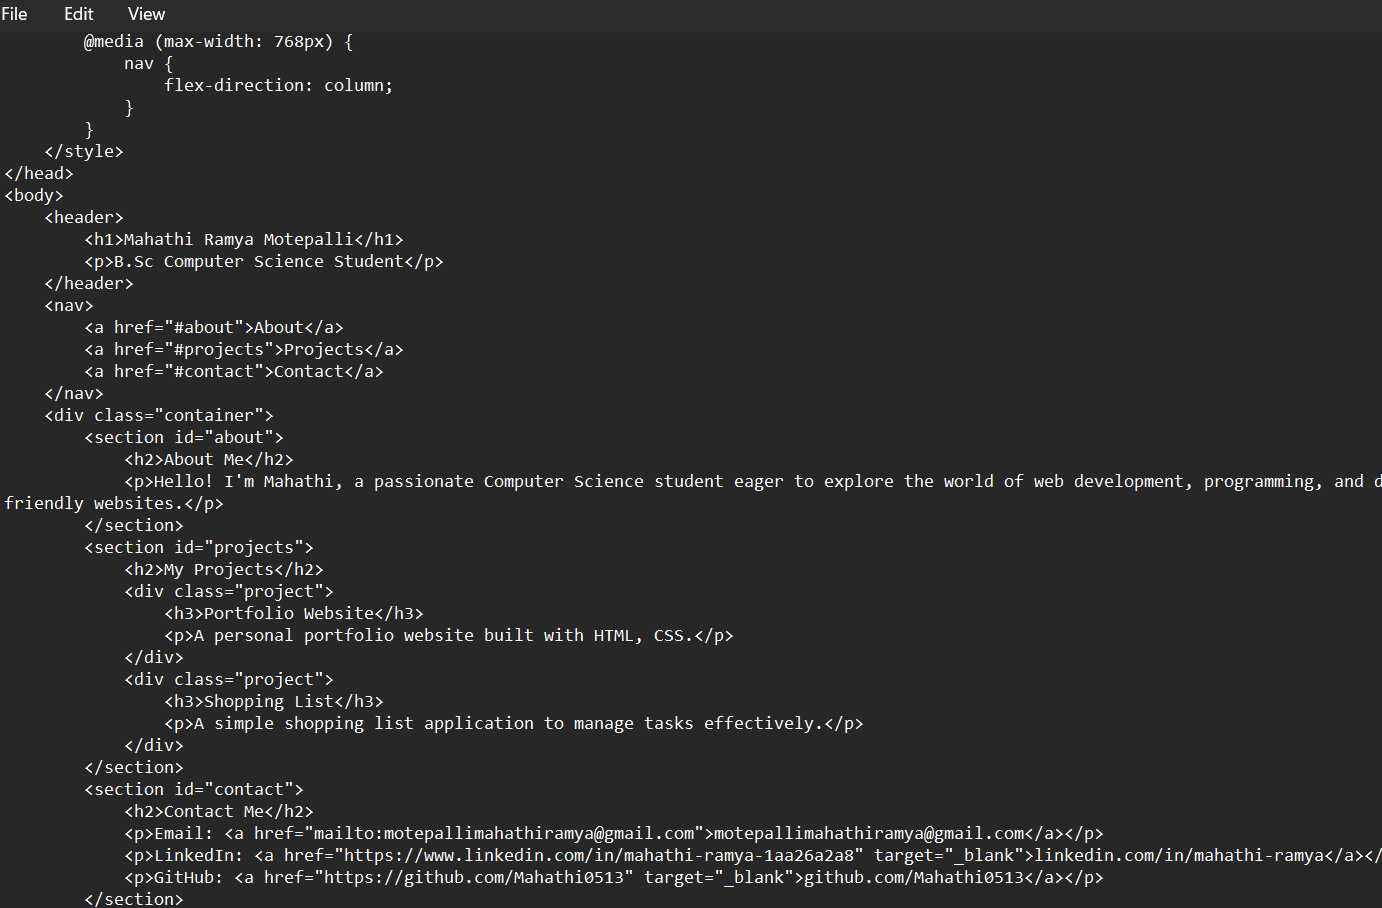 File Edit View
@media (max-width: 768px) {
nav {
flex-direction: column;
}
}
</style>
</head>
<body>
<header>
<h1>Mahathi Ramya Motepalli</h1>
<p>B.Sc Computer Science Student</p>
</header>
<nav>
<a href="#about">About</a>
<a href="#projects">Projects</a>
<a href="#contact">Contact</a>
</nav>
<div class="container">
<section id="about">
<h2>About Me</h2>
<p>Hello! I'm Mahathi, a passionate Computer Science student eager to explore the world of web development, programming, and
friendly websites.</p>
</section>
<section id="projects">
<h2>My Projects</h2>
<div class="project">
<h3>Portfolio Website</h3>
<p>A personal portfolio website built with HTML, CSS.</p>
</div>
<div class="project">
<h3>Shopping List</h3>
<p>A simple shopping list application to manage tasks effectively.</p>
</div>
</section>
<section id="contact">
<h2>Contact Me</h2>
<p>Email: <a href="mailto:motepallimahathiramya@gmail.com">motepallimahathiramya@gmail.com</a></p>
<p>LinkedIn: <a href="https://www.linkedin.com/in/mahathi-ramya-1aa26a2a8" target="_blank">linkedin.com/in/mahathi-ramya</a></
<p>GitHub: <a href="https://github.com/Mahathi0513" target="_blank">github.com/Mahathi0513</a></p>
</section>